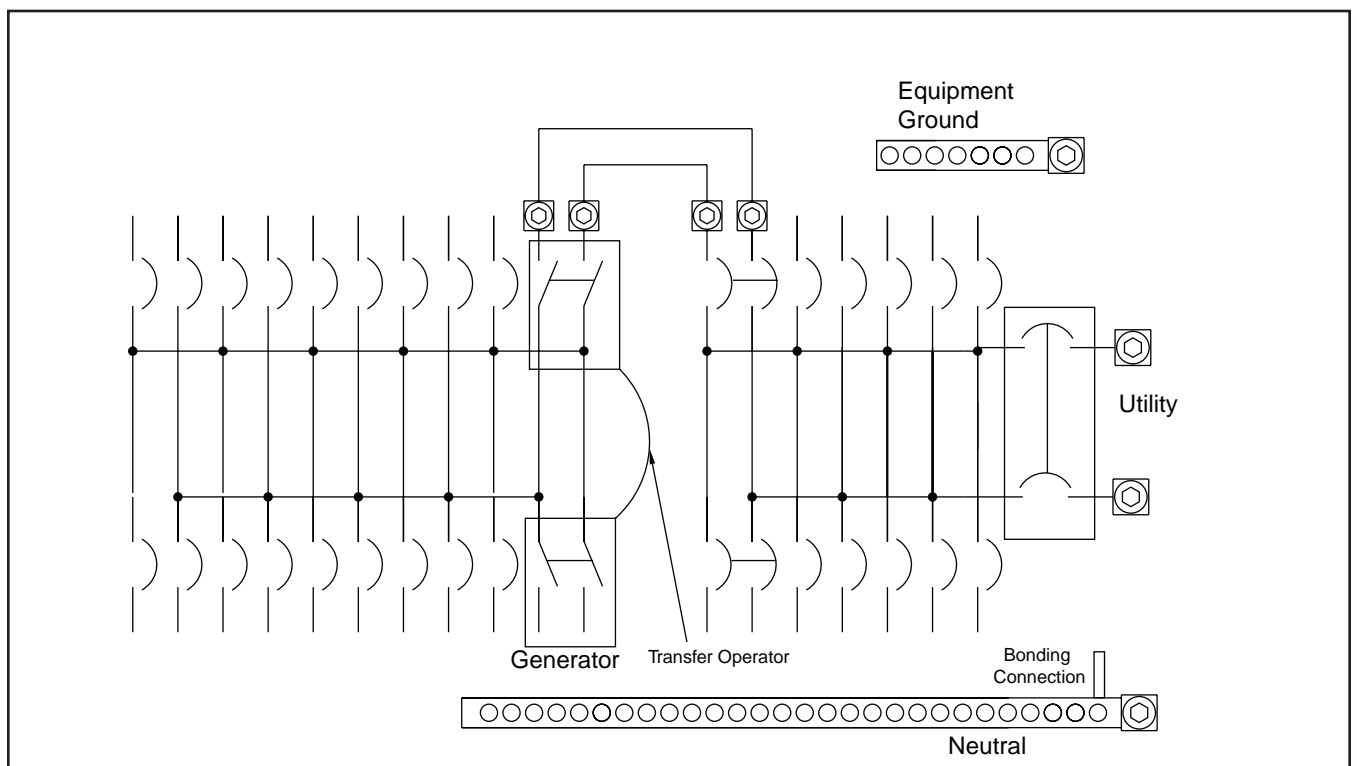 Equipment
Ground
Utility
Generator
Transfer Operator
Bonding
Connection
Neutral